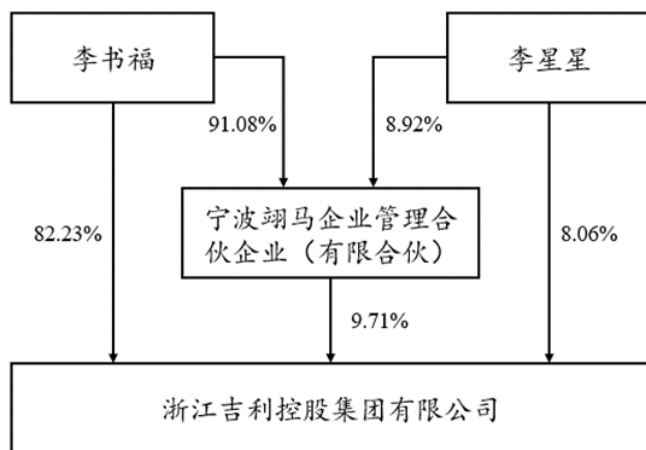 李书福
李星星
91.08%
8.92%
82.23%
宁波翊马企业管理合
伙企业（有限合伙）
8.06%
9.71%
浙江吉利控股集团有限公司